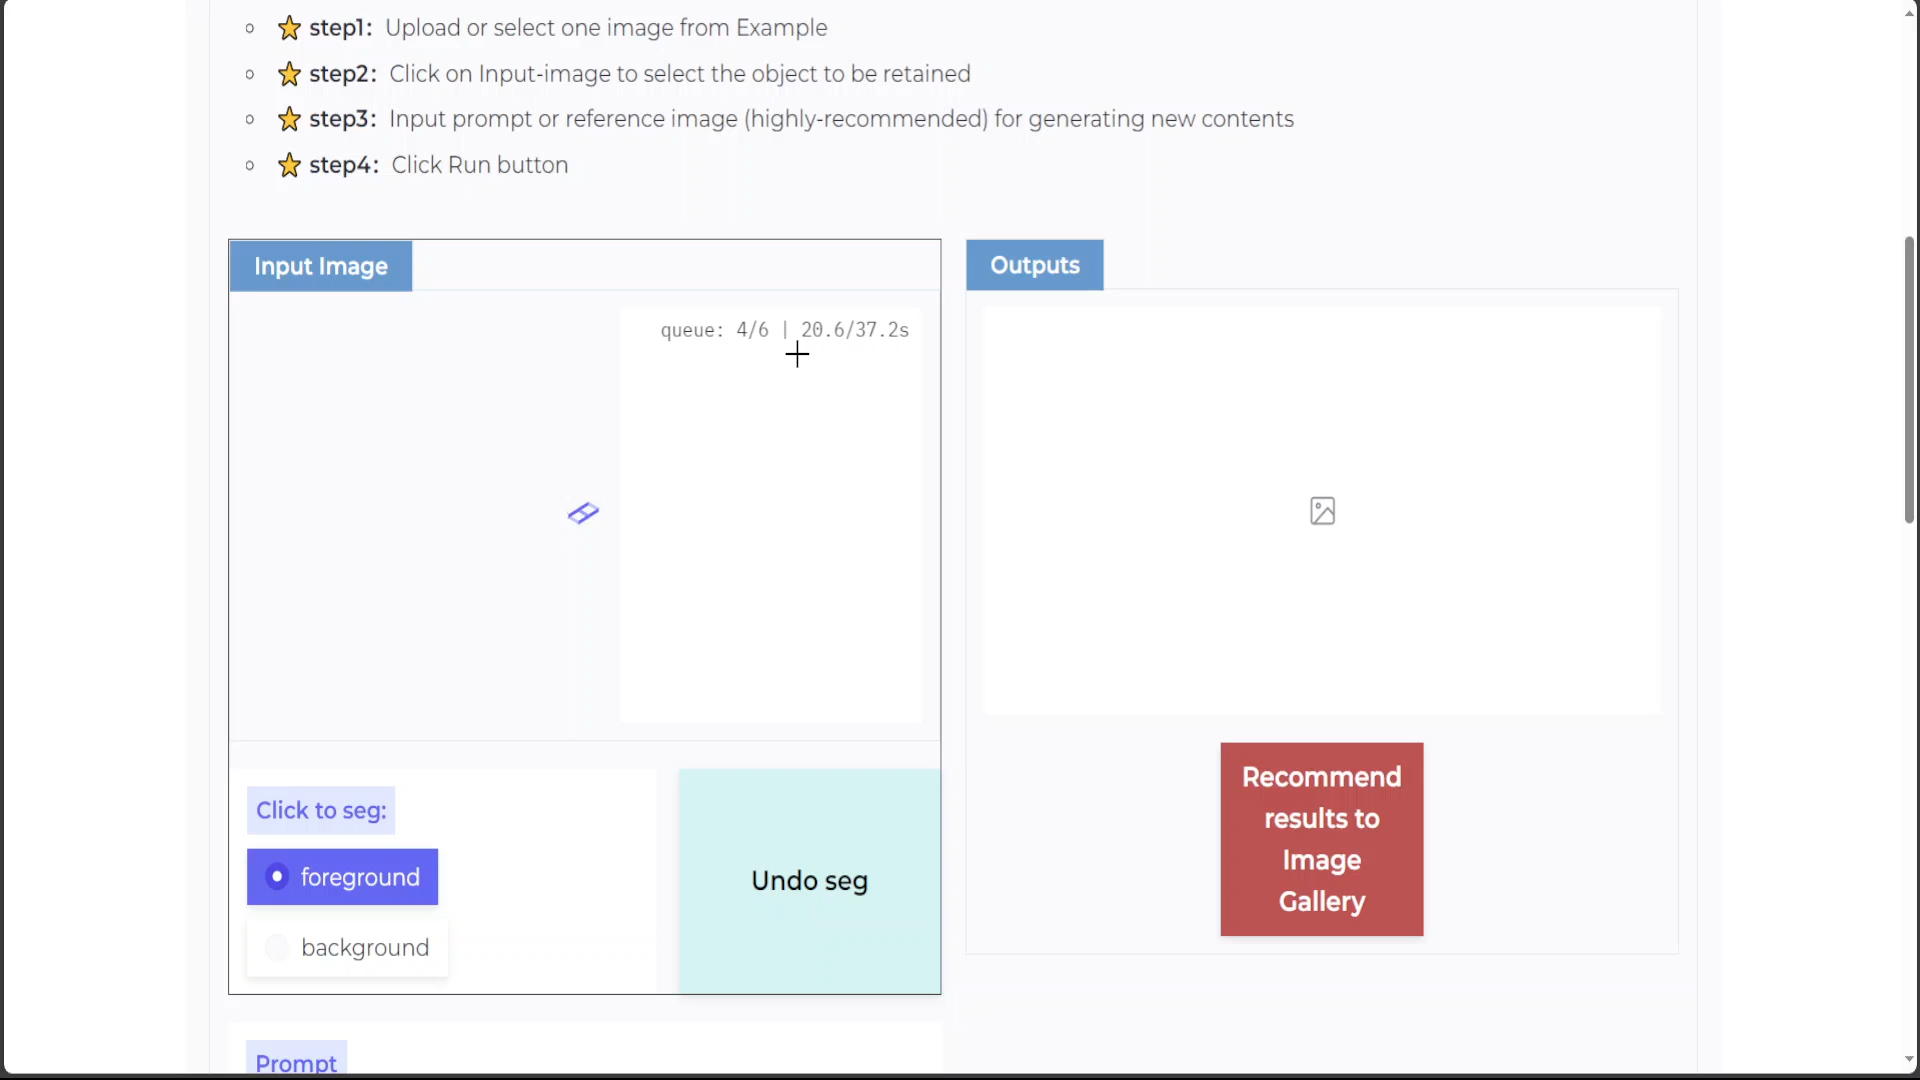 step1: Upload or select one image from Example
step2: Click on Input-image to select the object to be retained
step3: Input prompt or reference image (highly-recommended) for generating new contents
step4: Click Run button
Input Image
queue: 4/6 | 20.6/37.2s
Click to seg:
foreground
background
Undo seg
Prompt
Outputs
Recommend
results to
Image
Gallery